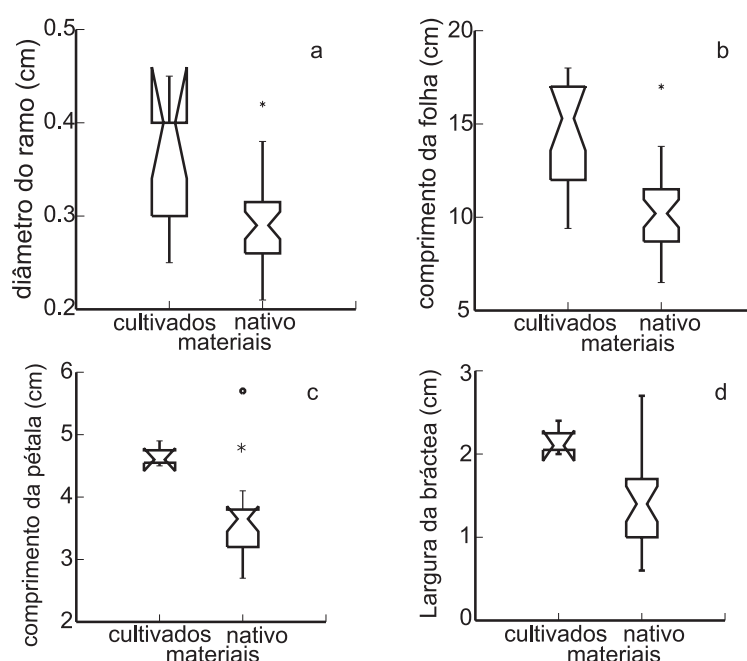 a
diâmetro do ramo (cm)
0.5
0.4
0.3
0.2
cultivados nativo
materiais
b
comprimento da folha (cm)
20
15
10
5
cultivados nativo
materiais
c
comprimento da pétala (cm)
6
5
4
3
2
cultivados nativo
materiais
d
Largura da bráctea (cm)
3
2
1
0
cultivados nativo
materiais